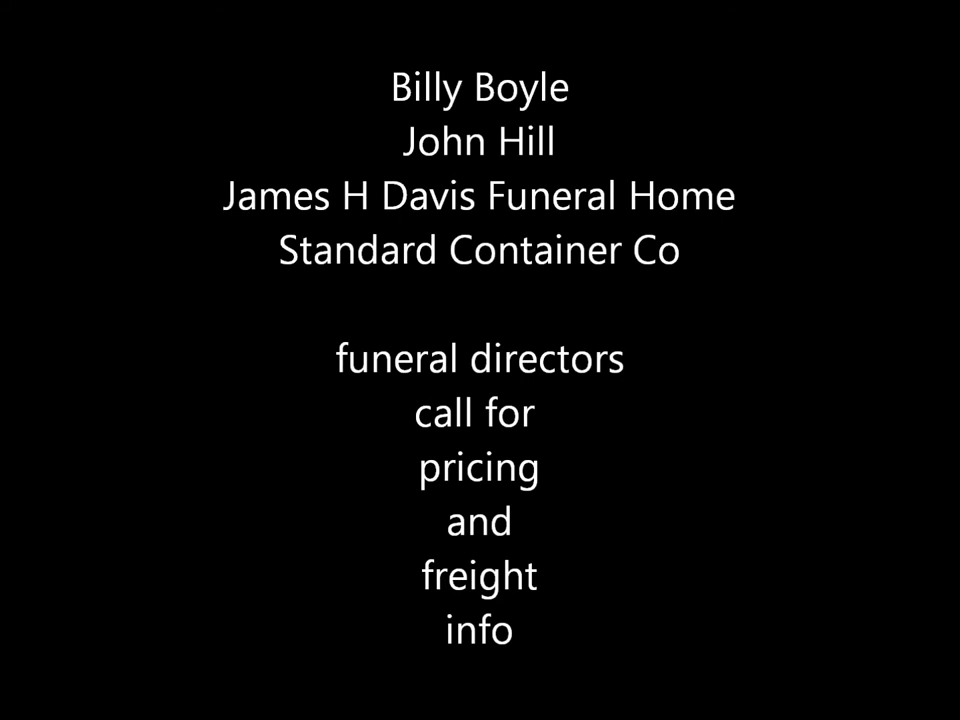 Billy Boyle
John Hill
James H Davis Funeral Home
Standard Container Co
funeral directors
call for
pricing
and
freight
info